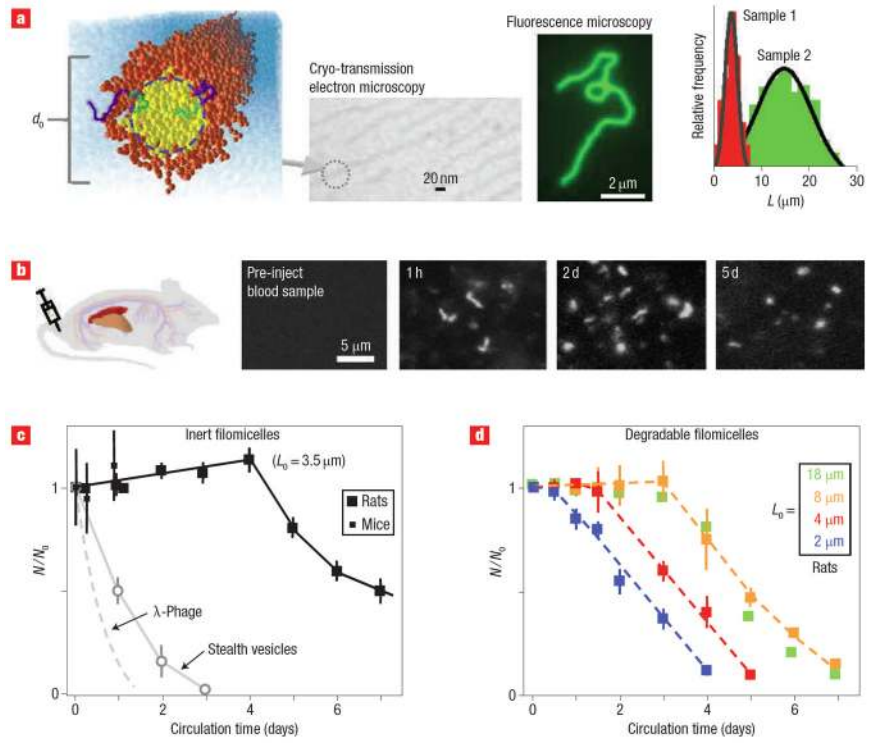 a
d₀
Cryo-transmission
electron microscopy
20 nm
Fluorescence microscopy
2 µm
Sample 1
Sample 2
Relative frequency
0 10 20 30
L (µm)
b
Pre-inject
blood sample
5 µm
1 h
2 d
5 d
c
Inert filomicelles
(L₀ = 3.5 µm)
Rats
Mice
1
N/N₀
λ-Phage
Stealth vesicles
0
0 2 4 6
Circulation time (days)
d
Degradable filomicelles
18 µm
8 µm
L₀ =
4 µm
2 µm
Rats
1
N/N₀
0
0 2 4 6
Circulation time (days)